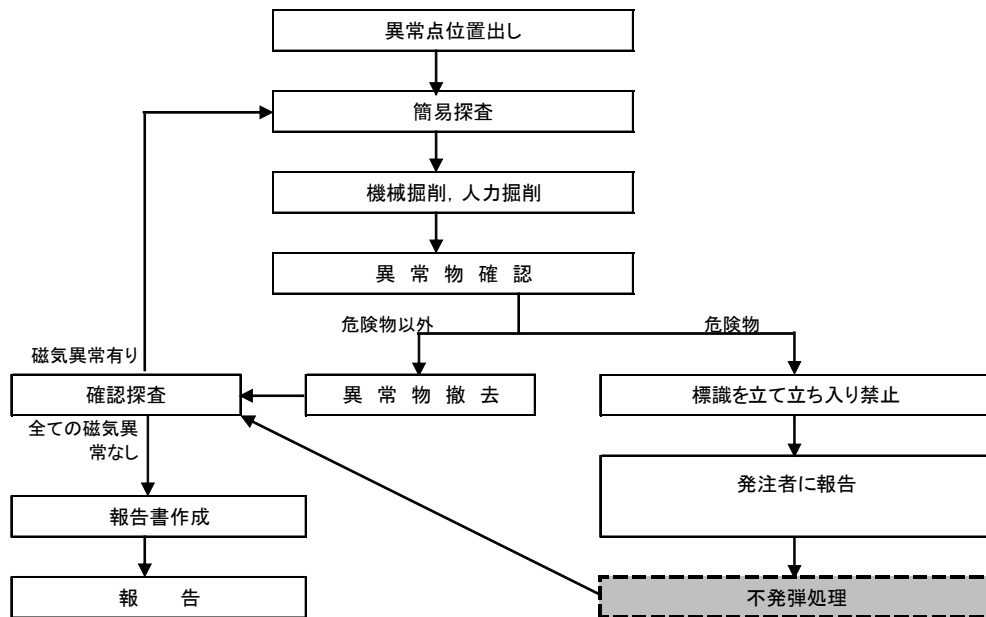 異常点位置出し
簡易探査
機械掘削，人力掘削
異 常 物 確 認
危険物以外
危険物
磁気異常有り
確認探査
異 常 物 撤 去
標識を立て立ち入り禁止
全ての磁気異
常なし
発注者に報告
報告書作成
報 告
不発弾処理